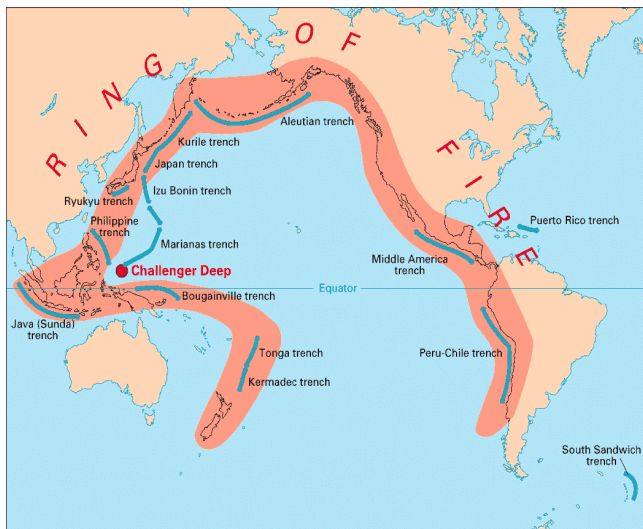 RING OF FIRE
Aleutian trench
Kurile trench
Japan trench
Izu Bonin trench
Ryukyu trench
Philippine
trench
Marianas trench
Challenger Deep
Equator
Bougainville trench
Java (Sunda)
trench
Tonga trench
Kermadec trench
Puerto Rico trench
Middle America
trench
Peru-Chile trench
South Sandwich
trench